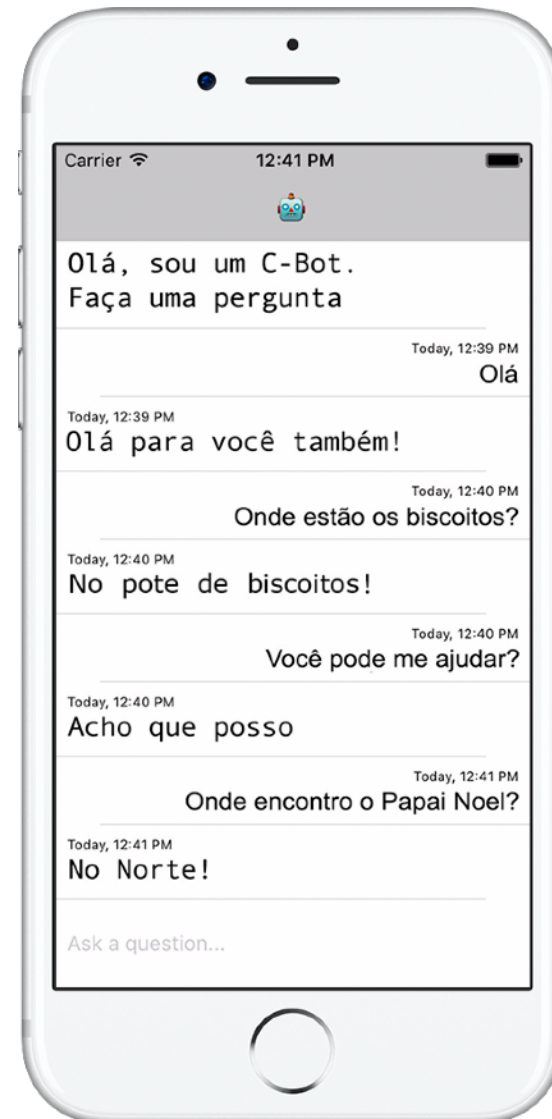 Carrier 12:41 PM
Olá, sou um C-Bot.
Faça uma pergunta
Today, 12:39 PM
Olá
Today, 12:39 PM
Olá para você também!
Today, 12:40 PM
Onde estão os biscoitos?
Today, 12:40 PM
No pote de biscoitos!
Today, 12:40 PM
Você pode me ajudar?
Today, 12:40 PM
Acho que posso
Today, 12:41 PM
Onde encontro o Papai Noel?
Today, 12:41 PM
No Norte!
Ask a question...